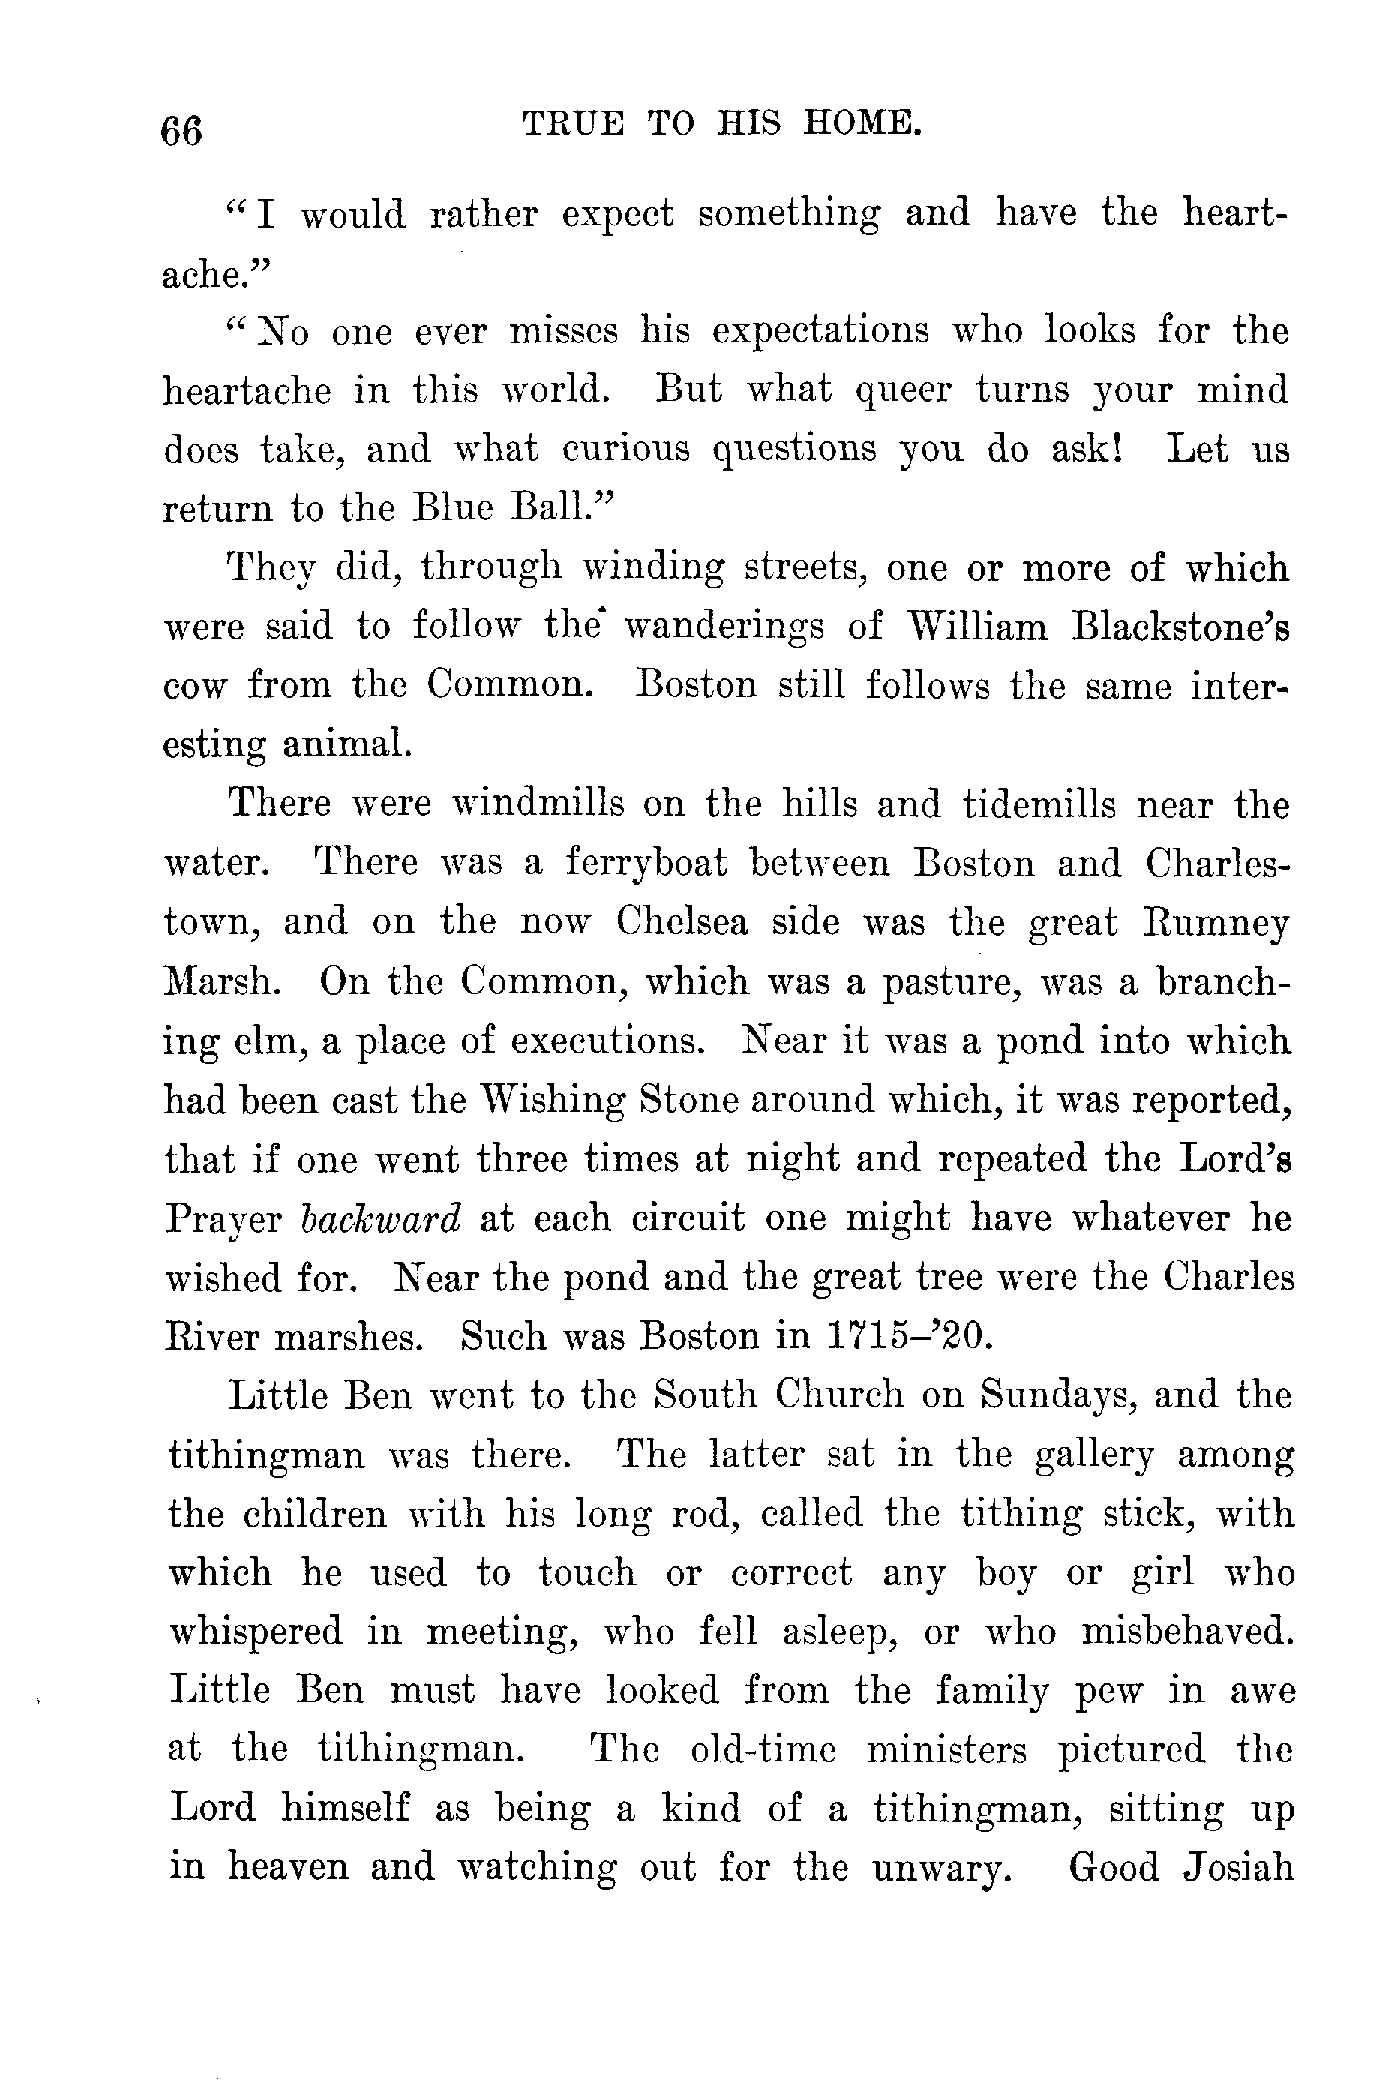 66 TRUE TO HIS HOME.
“I would rather expect something and have the heart-
ache.”
“No one ever misses his expectations who looks for the
heartache in this world. But what queer turns your mind
does take, and what curious questions you do ask! Let us
return to the Blue Ball.”
They did, through winding streets, one or more of which
were said to follow the wanderings of William Blackstone’s
cow from the Common. Boston still follows the same inter-
esting animal.
There were windmills on the hills and tidemills near the
water. There was a ferryboat between Boston and Charles-
town, and on the now Chelsea side was the great Rumney
Marsh. On the Common, which was a pasture, was a branch-
ing elm, a place of executions. Near it was a pond into which
had been cast the Wishing Stone around which, it was reported,
that if one went three times at night and repeated the Lord’s
Prayer backward at each circuit one might have whatever he
wished for. Near the pond and the great tree were the Charles
River marshes. Such was Boston in 1715–’20.
Little Ben went to the South Church on Sundays, and the
tithingman was there. The latter sat in the gallery among
the children with his long rod, called the tithing stick, with
which he used to touch or correct any boy or girl who
whispered in meeting, who fell asleep, or who misbehaved.
Little Ben must have looked from the family pew in awe
at the tithingman. The old-time ministers pictured the
Lord himself as being a kind of a tithingman, sitting up
in heaven and watching out for the unwary. Good Josiah